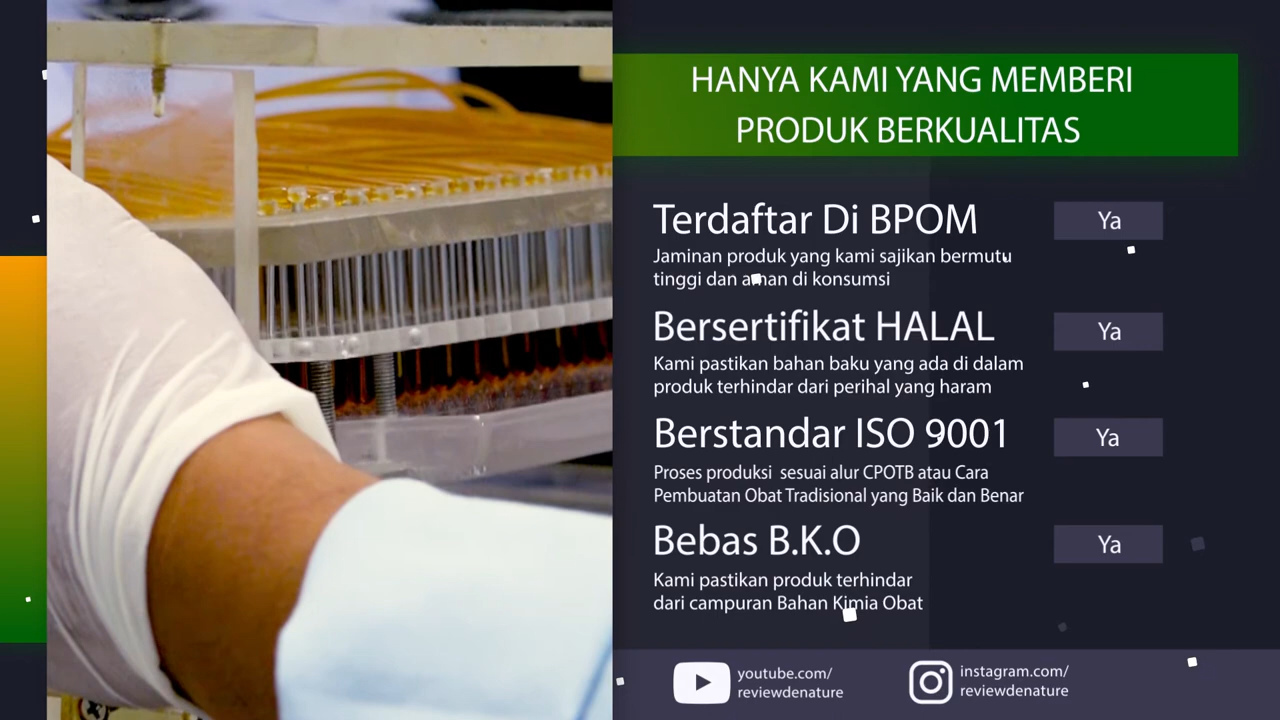 HANYA KAMI YANG MEMBERI
PRODUK BERKUALITAS
Terdaftar Di BPOM
Ya
Jaminan produk yang kami sajikan bermutu
tinggi dan aman di konsumsi
Bersertifikat HALAL
Ya
Kami pastikan bahan baku yang ada di dalam
produk terhindar dari perihal yang haram
Berstandar ISO 9001
Ya
Proses produksi  sesuai alur CPOTB atau Cara
Pembuatan Obat Tradisional yang Baik dan Benar
Bebas B.K.O
Ya
Kami pastikan produk terhindar
dari campuran Bahan Kimia Obat
youtube.com/
reviewdenature
instagram.com/
reviewdenature